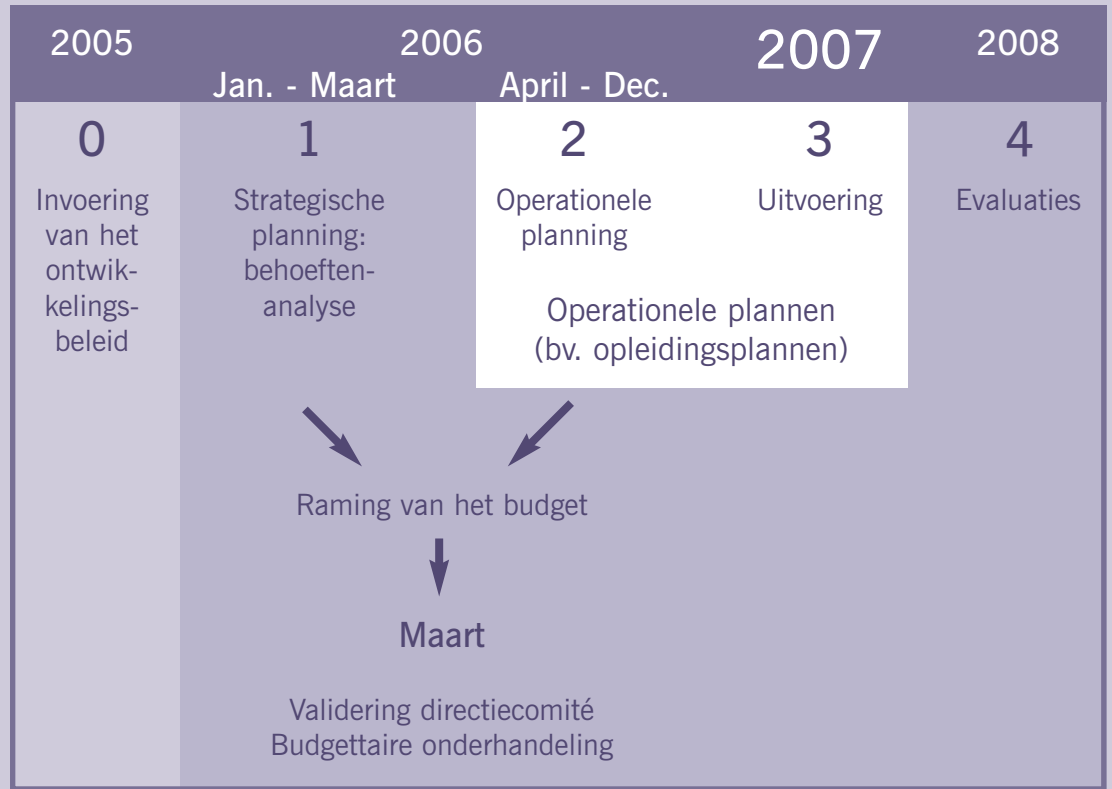 2005
2006
2007
2008
Jan. - Maart
April - Dec.
0
Invoering
van het
ontwik-
kelings-
beleid
1
Strategische
planning:
behoeften-
analyse
2
Operationele
planning
3
Uitvoering
Operationele plannen
(bv. opleidingsplannen)
4
Evaluaties
Raming van het budget
Maart
Validering directiecomité
Budgettaire onderhandeling